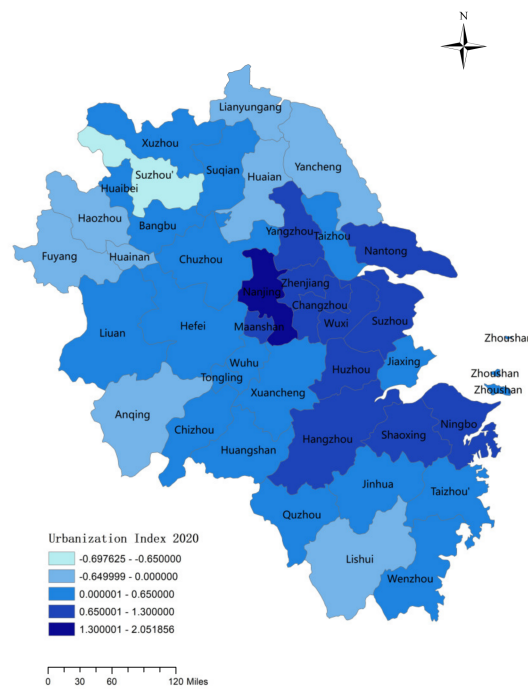 N
Lianyungang
Xuzhou
Yancheng
Suzhou'
Suqian
Huaian
Huaibei
Haozhou
Bangbu
Yangzhou
Taizhou
Nantong
Fuyang
Huainan
Chuzhou
Zhenjiang
Nanjing
Changzhou
Suzhou
Maanshan
Wuxi
Liuan
Hefei
Zhoushan
Wuhu
Jiaxing
Huzhou
Zhoushan
Tongling
Xuancheng
Zhoushan
Anqing
Ningbo
Chizhou
Hangzhou
Shaoxing
Huangshan
Jinhua
Taizhou'
Quzhou
Lishui
Wenzhou
Urbanization Index 2020
-0.697625 - -0.650000
-0.649999 - 0.000000
0.000001 - 0.650000
0.650001 - 1.300000
1.300001 - 2.051856
0 30 60 120 Miles